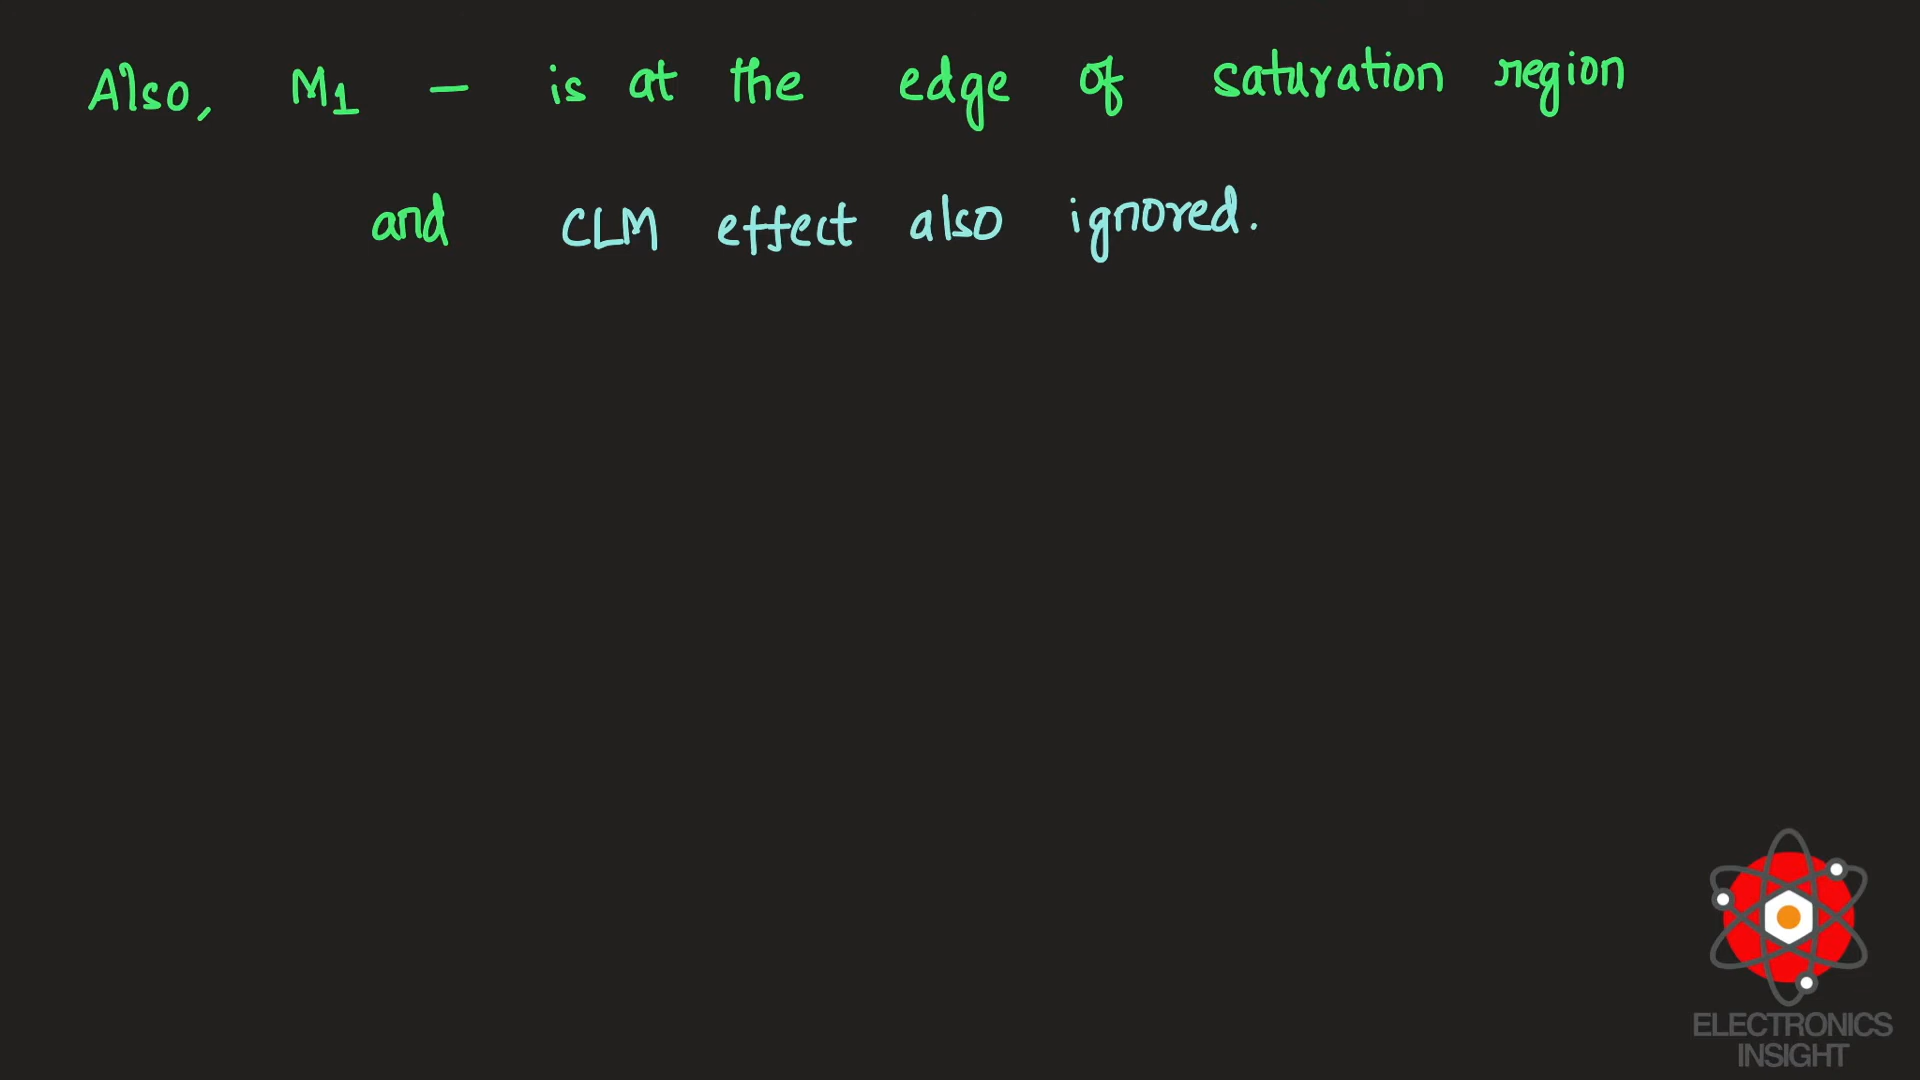 Also, M1 — is at the edge of saturation region
and CLM effect also ignored.
ELECTRONICS
INSIGHT